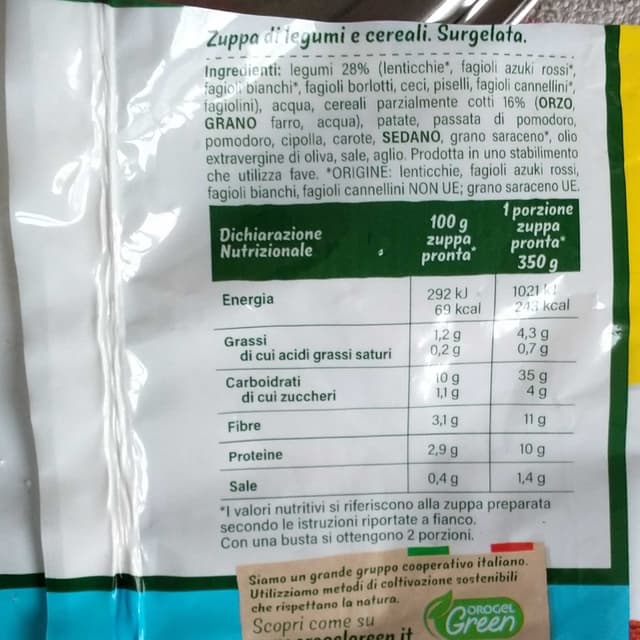 Zuppa di legumi e cereali. Surgelata.
Ingredienti: legumi 28% (lenticchie*, fagioli azuki rossi*,
fagioli bianchi*, fagioli borlotti, ceci, piselli, fagioli cannellini*,
fagiolini), acqua, cereali parzialmente cotti 16% (ORZO,
GRANO farro, acqua), patate, passata di pomodoro,
pomodoro, cipolla, carote, SEDANO, grano saraceno*, olio
extravergine di oliva, sale, aglio. Prodotta in uno stabilimento
che utilizza fave. *ORIGINE: lenticchie, fagioli azuki rossi,
fagioli bianchi, fagioli cannellini NON UE; grano saraceno UE.
Dichiarazione
Nutrizionale
100 g
zuppa
pronta*
1 porzione
zuppa
pronta*
350 g
Energia
292 kJ
69 kcal
1021 kJ
243 kcal
Grassi
1,2 g
4,3 g
di cui acidi grassi saturi
0,2 g
0,7 g
Carboidrati
10 g
35 g
di cui zuccheri
1,1 g
4 g
Fibre
3,1 g
11 g
Proteine
2,9 g
10 g
Sale
0,4 g
1,4 g
*I valori nutritivi si riferiscono alla zuppa preparata
secondo le istruzioni riportate a fianco.
Con una busta si ottengono 2 porzioni.
Siamo un grande gruppo cooperativo italiano.
Utilizziamo metodi di coltivazione sostenibili
che rispettano la natura.
Scopri come su
OROGEL
Green